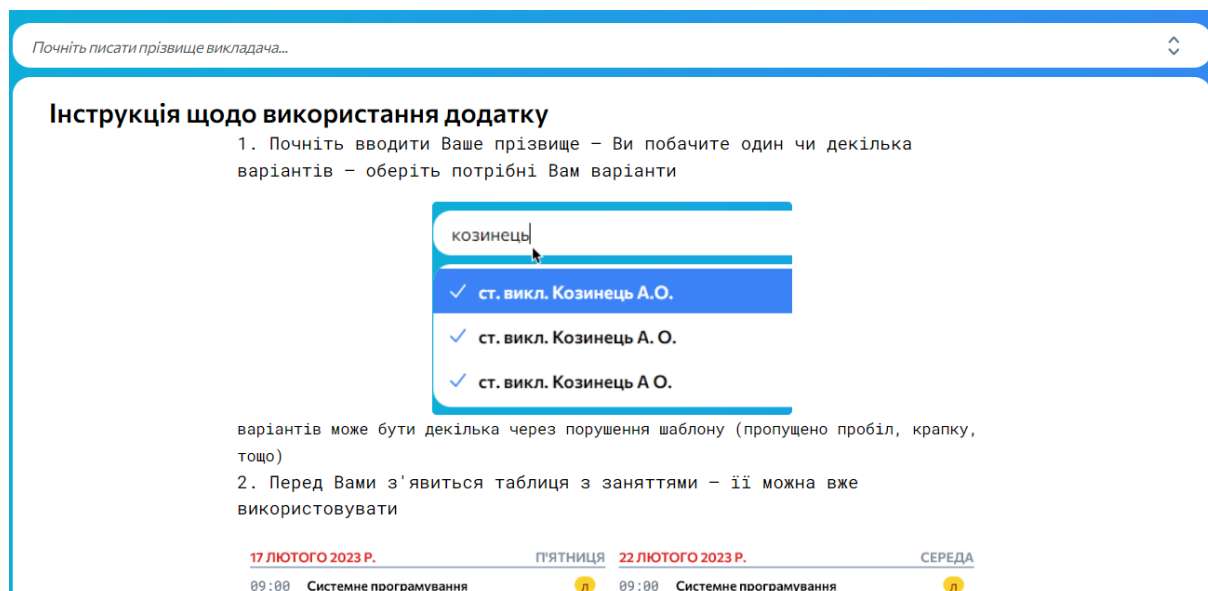 Почніть писати прізвище викладача...
Інструкція щодо використання додатку
1. Почніть вводити Ваше прізвище — Ви побачите один чи декілька
варіантів — оберіть потрібні Вам варіанти
козинець
ст. викл. Козинець А.О.
ст. викл. Козинець А. О.
ст. викл. Козинець А О.
варіантів може бути декілька через порушення шаблону (пропущено пробіл, крапку,
тощо)
2. Перед Вами з'явиться таблиця з заняттями — її можна вже
використовувати
17 ЛЮТОГО 2023 Р. П'ЯТНИЦЯ
09:00 Системне програмування Л
22 ЛЮТОГО 2023 Р. СЕРЕДА
09:00 Системне програмування Л